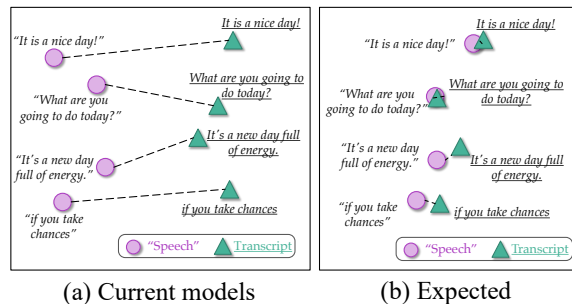 It is a nice day!
“It is a nice day!”
What are you going to
do today?
“What are you
going to do today?”
It's a new day full
of energy.
“It's a new day
full of energy.”
if you take chances
“if you take
chances”
“Speech” Transcript
(a) Current models
It is a nice day!
“It is a nice day!”
“What are you
going to do today?”
What are you going to
do today?
“It's a new day
full of energy.”
It's a new day full
of energy.
“if you take
chances”
if you take chances
“Speech” Transcript
(b) Expected